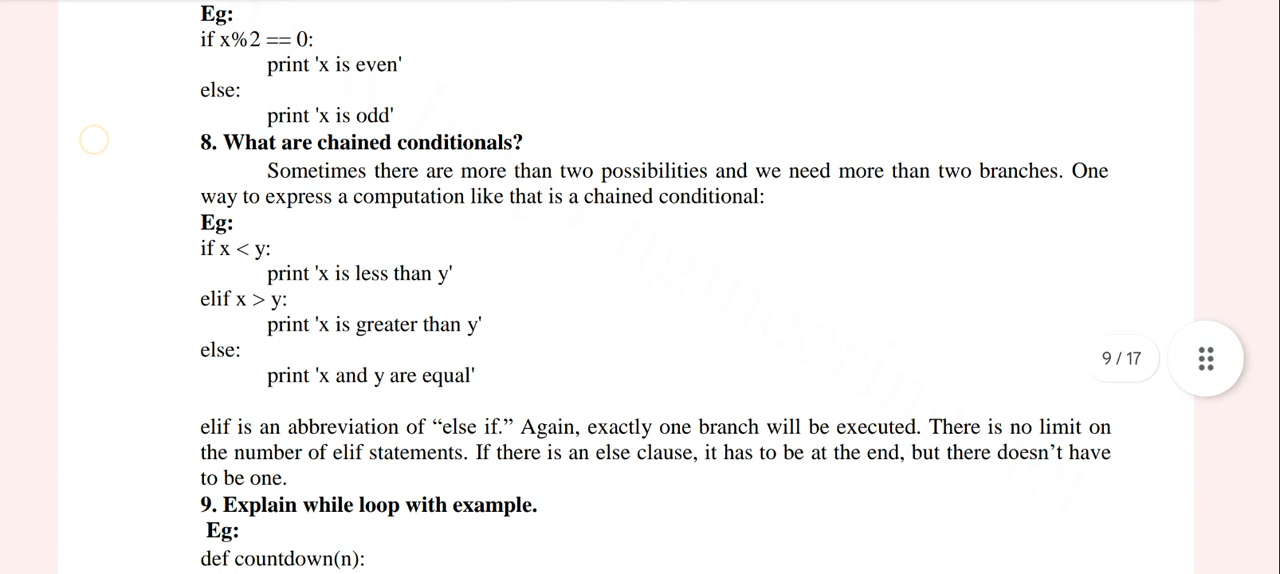 Eg:
if x%2 == 0:
print 'x is even'
else:
print 'x is odd'
8. What are chained conditionals?
Sometimes there are more than two possibilities and we need more than two branches. One
way to express a computation like that is a chained conditional:
Eg:
if x < y:
print 'x is less than y'
elif x > y:
print 'x is greater than y'
else:
print 'x and y are equal'
9 / 17
elif is an abbreviation of “else if.” Again, exactly one branch will be executed. There is no limit on
the number of elif statements. If there is an else clause, it has to be at the end, but there doesn’t have
to be one.
9. Explain while loop with example.
Eg:
def countdown(n):